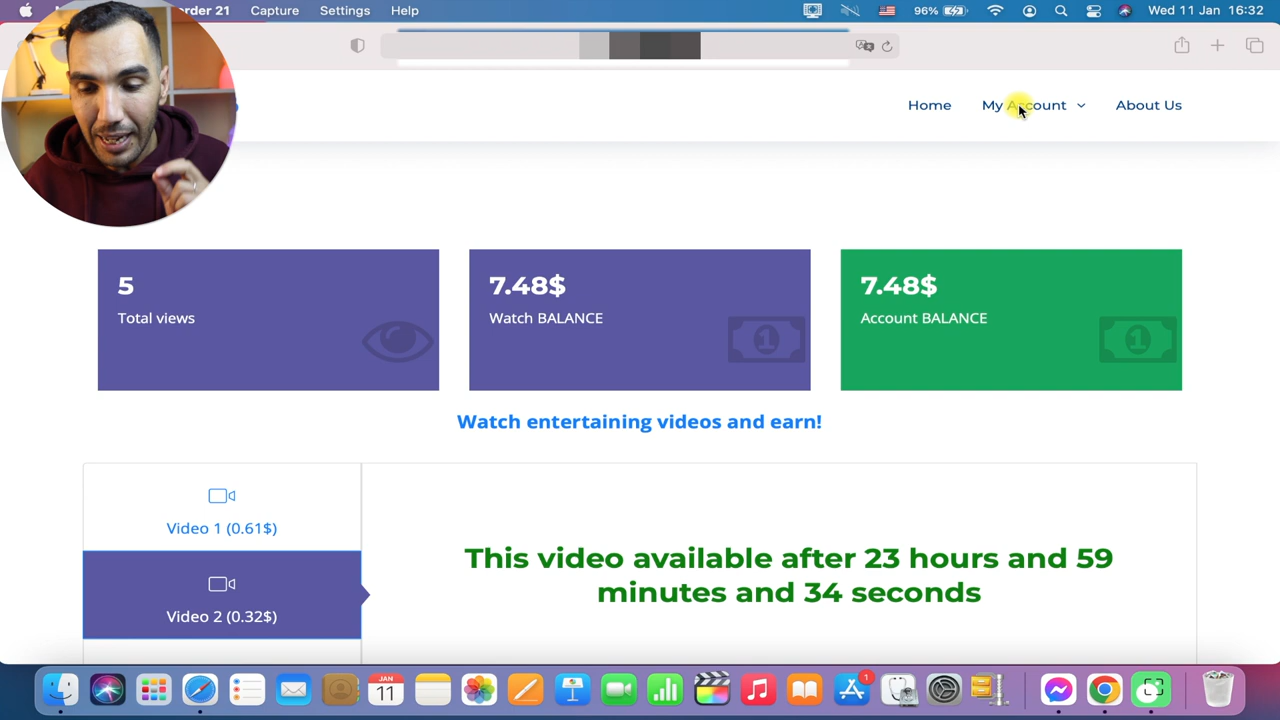 rder 21 Capture Settings Help 96% Wed 11 Jan 16:32
Home My Account About Us
5
Total views
7.48$
Watch BALANCE
7.48$
Account BALANCE
Watch entertaining videos and earn!
Video 1 (0.61$)
This video available after 23 hours and 59
minutes and 34 seconds
Video 2 (0.32$)
JAN
11
1